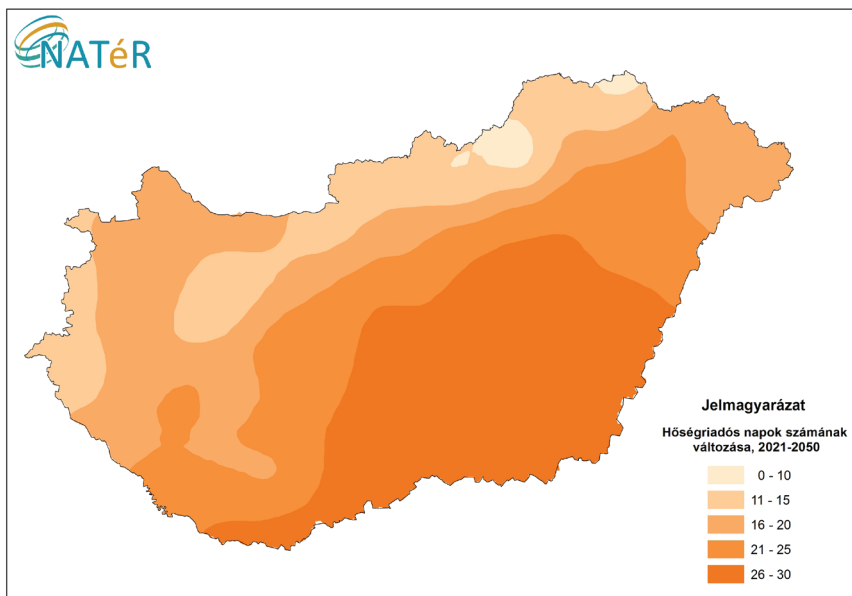 NATéR
Jelmagyarázat
Hőségriadós napok számának
változása, 2021-2050
0 - 10
11 - 15
16 - 20
21 - 25
26 - 30